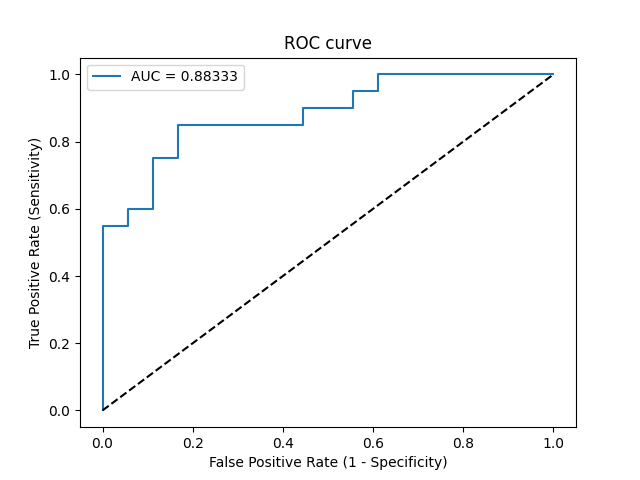 ROC curve
AUC = 0.88333
True Positive Rate (Sensitivity)
1.0
0.8
0.6
0.4
0.2
0.0
0.0 0.2 0.4 0.6 0.8 1.0
False Positive Rate (1 - Specificity)